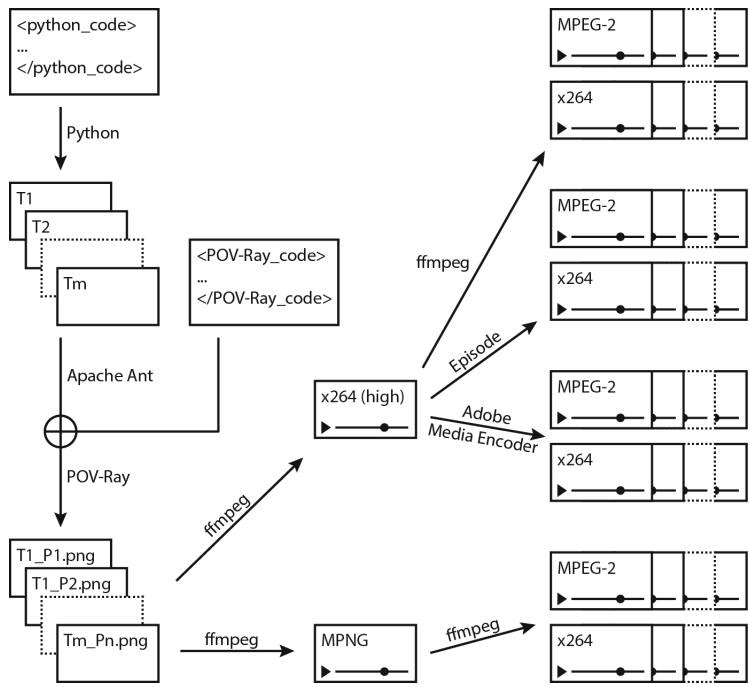 <python_code>
...
</python_code>
Python
T1
T2
Tm
<POV-Ray_code>
...
</POV-Ray_code>
Apache Ant
POV-Ray
T1_P1.png
T1_P2.png
Tm_Pn.png
ffmpeg
ffmpeg
x264 (high)
MPNG
ffmpeg
Episode
Adobe
Media Encoder
ffmpeg
MPEG-2
x264
MPEG-2
x264
MPEG-2
x264
MPEG-2
x264